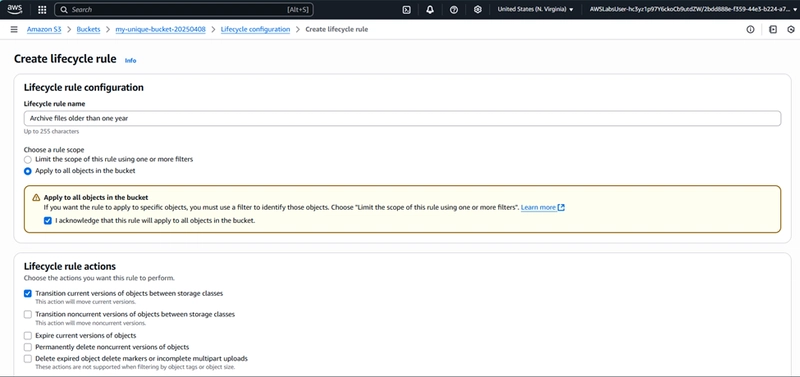 aws Search [Alt+S] United States (N. Virginia)
Amazon S3 > Buckets > my-unique-bucket-20250408 > Lifecycle configuration > Create lifecycle rule
Create lifecycle rule Info
Lifecycle rule configuration
Lifecycle rule name
Archive files older than one year
Up to 255 characters
Choose a rule scope
Limit the scope of this rule using one or more filters
Apply to all objects in the bucket
Apply to all objects in the bucket
If you want the rule to apply to specific objects, you must use a filter to identify those objects. Choose "Limit the scope of this rule using one or more filters". Learn more
I acknowledge that this rule will apply to all objects in the bucket.
Lifecycle rule actions
Choose the actions you want this rule to perform.
Transition current versions of objects between storage classes
This action will move current versions.
Transition noncurrent versions of objects between storage classes
This action will move noncurrent versions.
Expire current versions of objects
Permanently delete noncurrent versions of objects
Delete expired object delete markers or incomplete multipart uploads
These actions are not supported when filtering by object tags or object size.